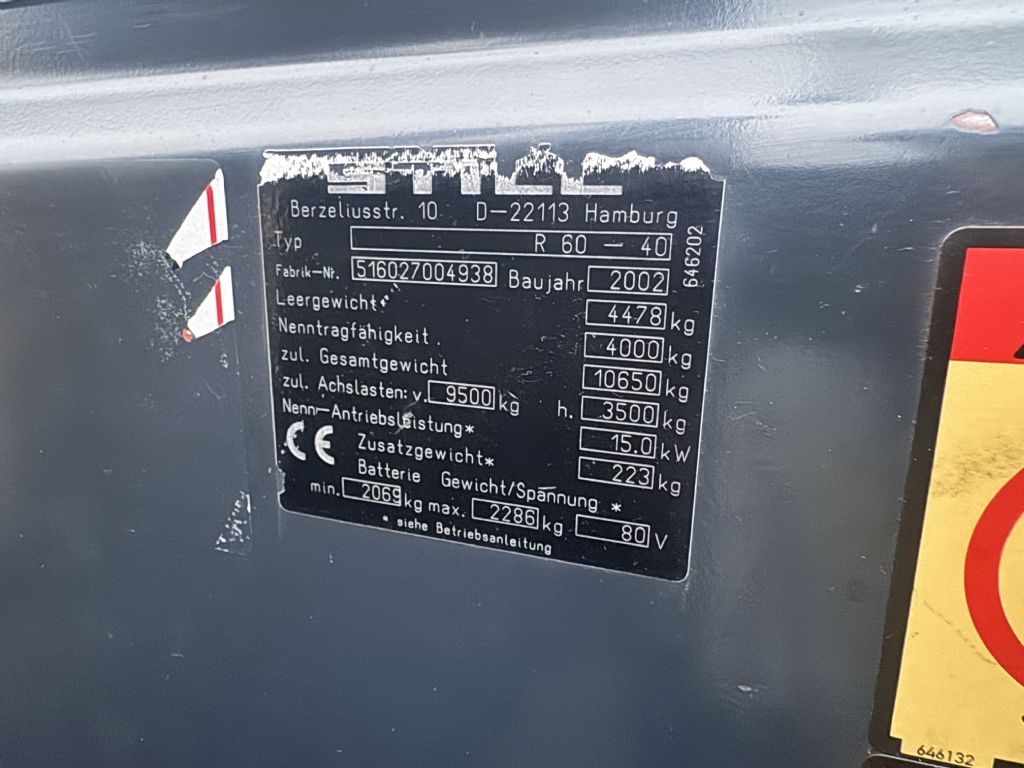 STILL
Berzeliusstr. 10 D-22113 Hamburg
Typ R 60 - 40
Fabrik-Nr. 516027004938 Baujahr 2002
646202
Leergewicht* 4478 kg
Nenntragfähigkeit 4000 kg
zul. Gesamtgewicht 10650 kg
zul. Achslasten: v. 9500 kg h. 3500 kg
Nenn-Antriebsleistung* 15.0 kW
CE Zusatzgewicht* 223 kg
Batterie Gewicht/Spannung *
min. 2069 kg max. 2286 kg 80 V
* siehe Betriebsanleitung
646132